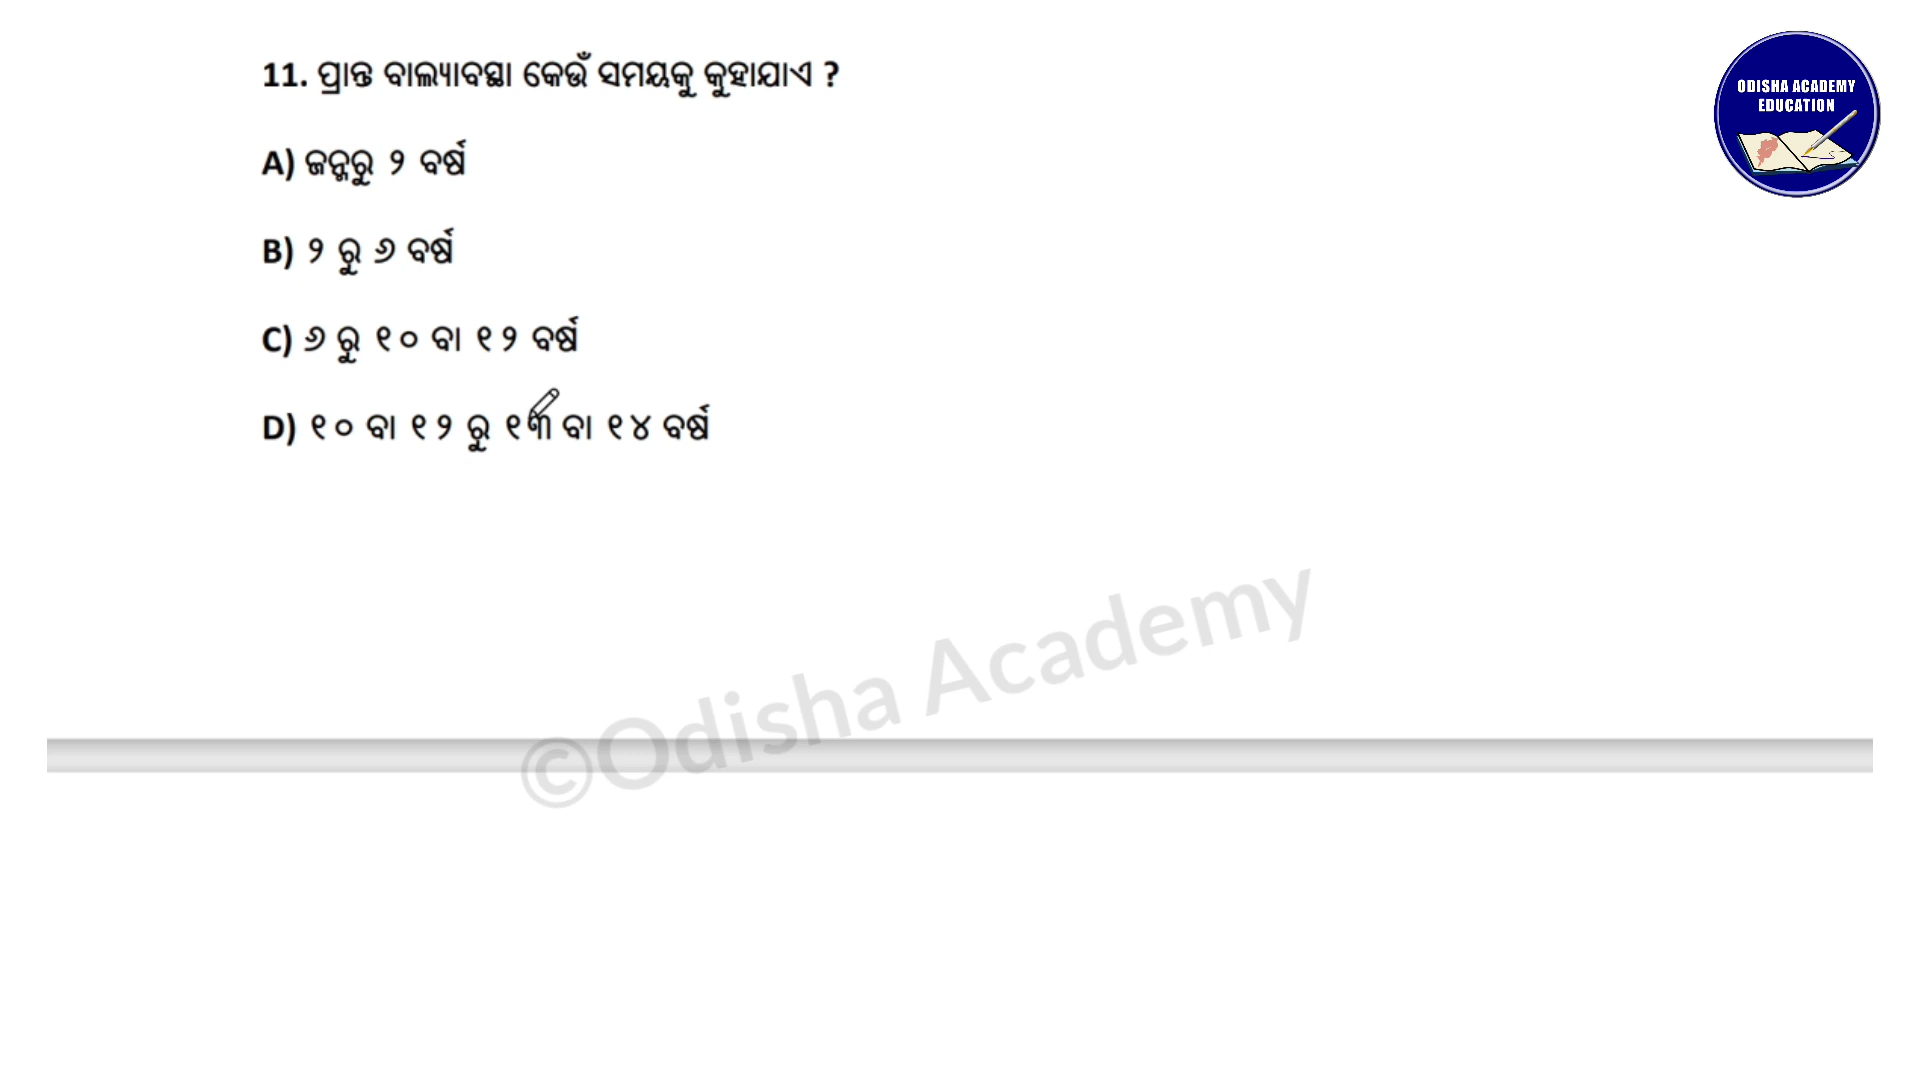 11. ପ୍ରାନ୍ତ ବାଲ୍ୟାବସ୍ଥା କେଉଁ ସମୟକୁ କୁହାଯାଏ ?
ODISHA ACADEMY
EDUCATION
A) ଜନ୍ମରୁ ୨ ବର୍ଷ
B) ୨ ରୁ ୬ ବର୍ଷ
C) ୬ ରୁ ୧୦ ବା ୧୨ ବର୍ଷ
D) ୧୦ ବା ୧୨ ରୁ ୧୩ ବା ୧୪ ବର୍ଷ
©Odisha Academy